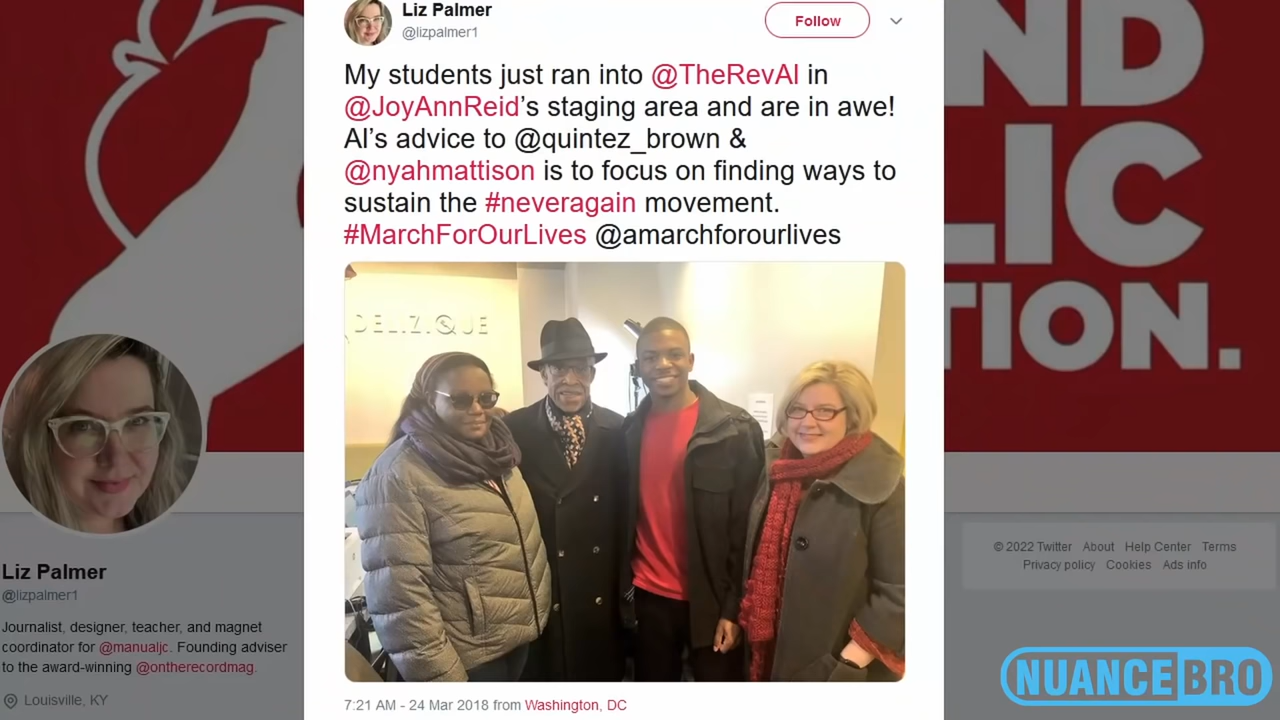 Liz Palmer
@lizpalmer1
Follow
My students just ran into @TheRevAl in
@JoyAnnReid’s staging area and are in awe!
Al’s advice to @quintez_brown &
@nyahmattison is to focus on finding ways to
sustain the #neveragain movement.
#MarchForOurLives @amarchforourlives
DELIZIQUE
7:21 AM - 24 Mar 2018 from Washington, DC
Liz Palmer
@lizpalmer1
Journalist, designer, teacher, and magnet
coordinator for @manualjc. Founding adviser
to the award-winning @ontherecordmag.
Louisville, KY
ND
LIC
TION.
© 2022 Twitter About Help Center Terms
Privacy policy Cookies Ads info
NUANCE BRO